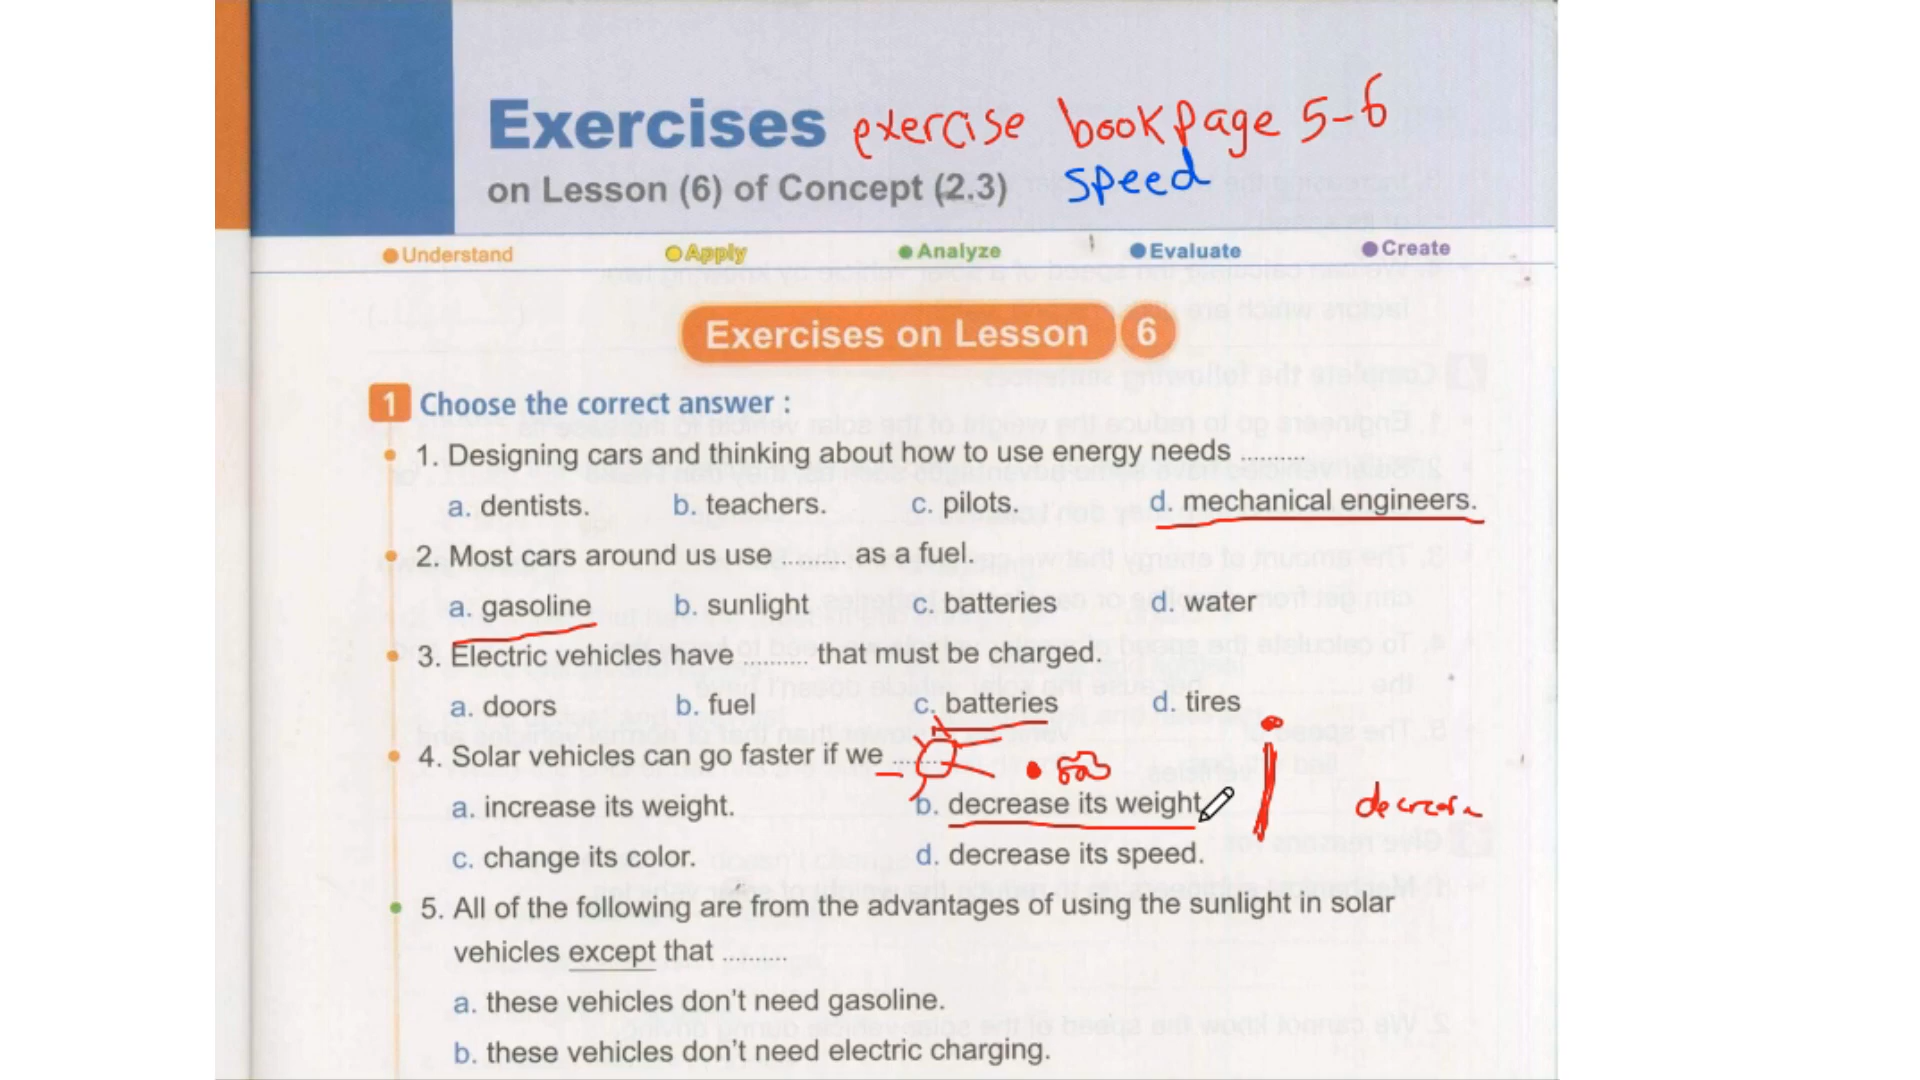 Exercises exercise book page 5-6
on Lesson (6) of Concept (2.3) speed
Understand Apply Analyze Evaluate Create
Exercises on Lesson 6
1 Choose the correct answer :
1. Designing cars and thinking about how to use energy needs ..........
a. dentists. b. teachers. c. pilots. d. mechanical engineers.
2. Most cars around us use .......... as a fuel.
a. gasoline b. sunlight c. batteries d. water
3. Electric vehicles have .......... that must be charged.
a. doors b. fuel c. batteries d. tires
4. Solar vehicles can go faster if we ..........
a. increase its weight. b. decrease its weight
c. change its color. d. decrease its speed.
5. All of the following are from the advantages of using the sunlight in solar
vehicles except that ..........
a. these vehicles don't need gasoline.
b. these vehicles don't need electric charging.